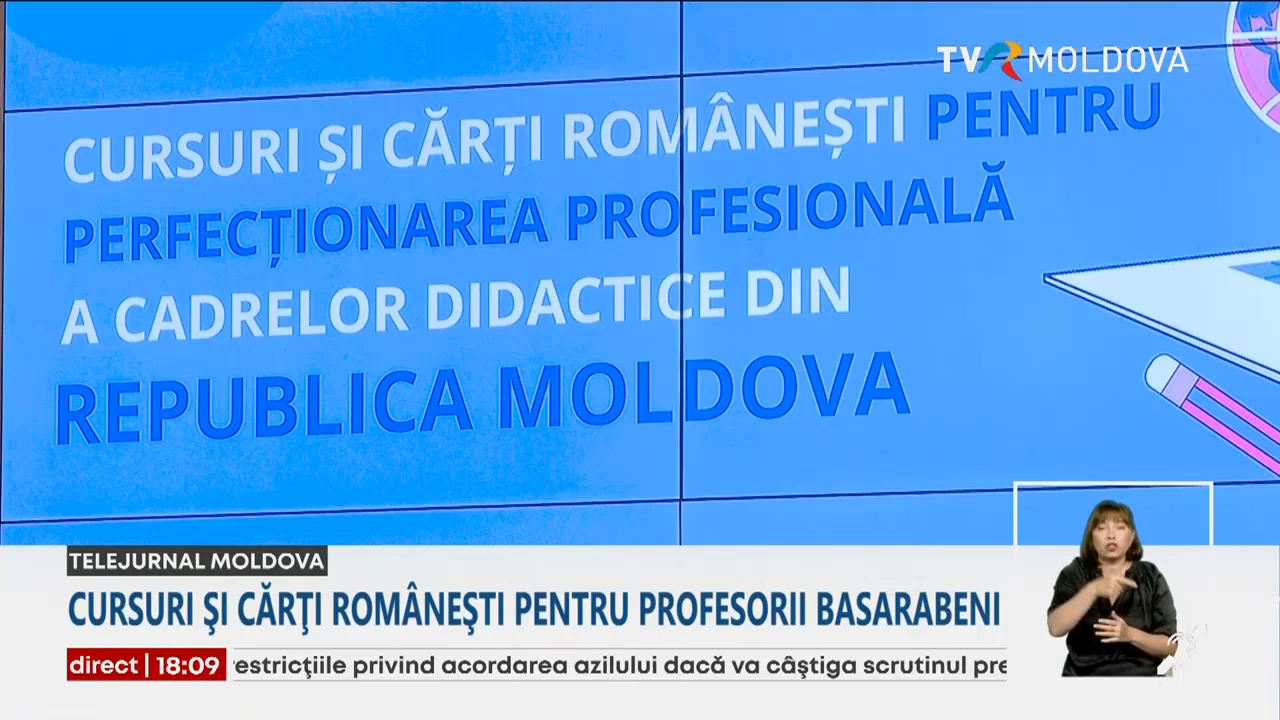 TVR MOLDOVA
CURSURI ȘI CĂRȚI ROMÂNEȘTI PENTRU
PERFECȚIONAREA PROFESIONALĂ
A CADRELOR DIDACTICE DIN
REPUBLICA MOLDOVA
TELEJURNAL MOLDOVA
CURSURI ŞI CĂRŢI ROMÂNEŞTI PENTRU PROFESORII BASARABENI
direct | 18:09
restricţiile privind acordarea azilului dacă va câştiga scrutinul pre